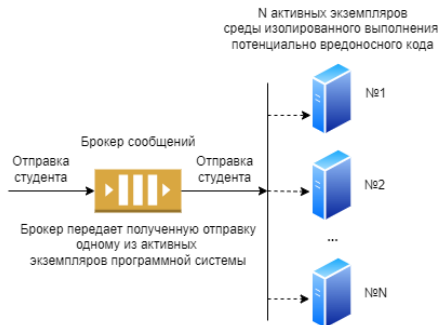 N активных экземпляров
среды изолированного выполнения
потенциально вредоносного кода
№1
Брокер сообщений
Отправка
студента
Отправка
студента
№2
Брокер передает полученную отправку
одному из активных
экземпляров программной системы
...
№N